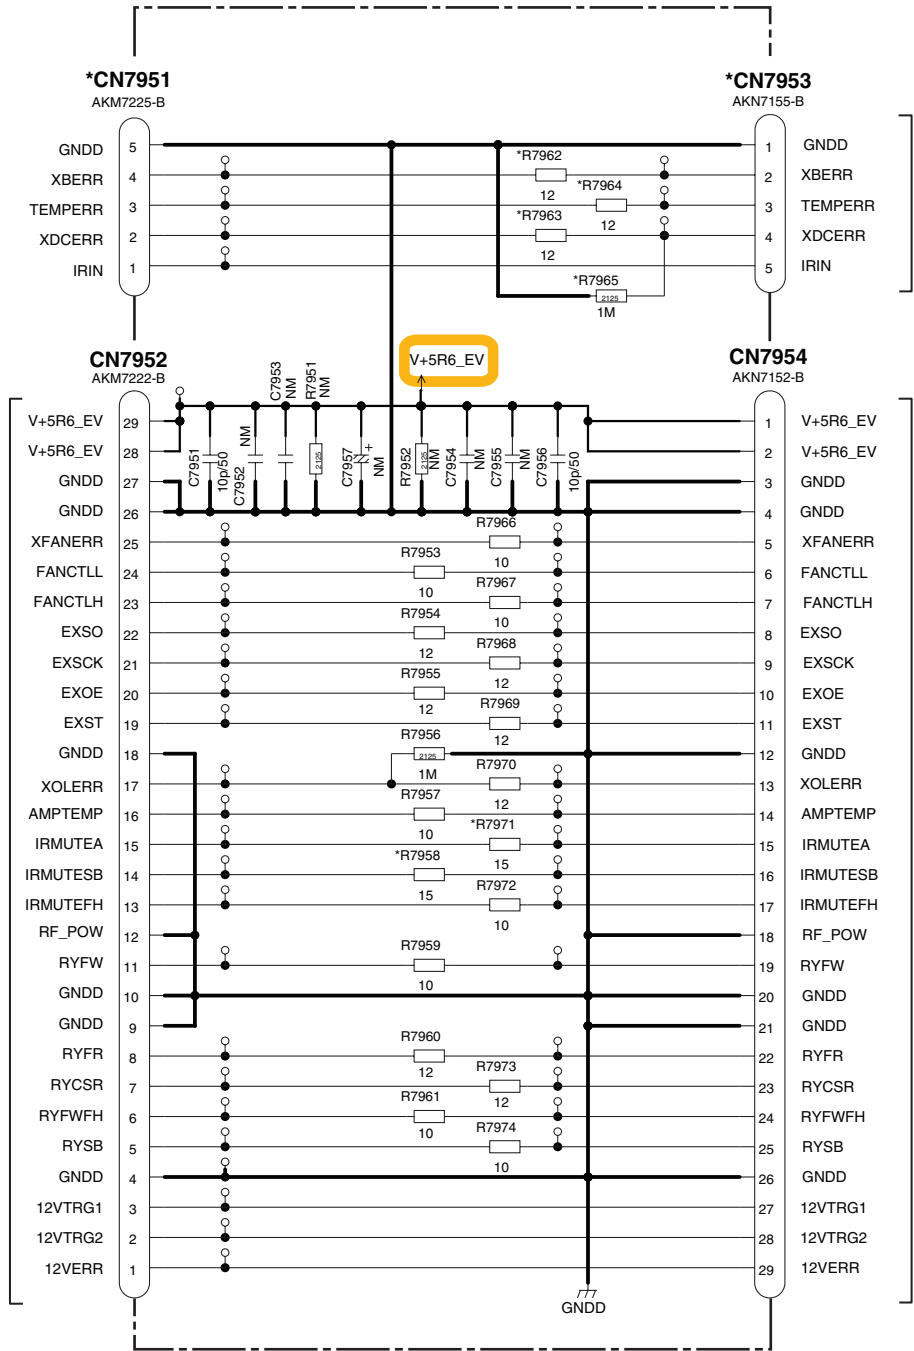 *CN7951
AKM7225-B
*CN7953
AKN7155-B
GNDD 5 1 GNDD
*R7962
XBERR 4 2 XBERR
12
*R7964
TEMPERR 3 3 TEMPERR
*R7963
12
XDCERR 2 4 XDCERR
12
IRIN 1 5 IRIN
*R7965
2125
1M
CN7952
AKM7222-B
V+5R6_EV
CN7954
AKN7152-B
C7953
NM
R7951
NM
V+5R6_EV 29 1 V+5R6_EV
V+5R6_EV 28 2 V+5R6_EV
C7951
10p/50
C7952
NM
2125
C7957
+
NM
R7952
2125
NM
C7954
NM
C7955
NM
C7956
10p/50
GNDD 27 3 GNDD
GNDD 26 4 GNDD
R7966
XFANERR 25 5 XFANERR
R7953
10
FANCTLL 24 6 FANCTLL
10
R7967
FANCTLH 23 7 FANCTLH
R7954
10
EXSO 22 8 EXSO
12
R7968
EXSCK 21 9 EXSCK
R7955
12
EXOE 20 10 EXOE
12
R7969
EXST 19 11 EXST
R7956
12
GNDD 18 2125 12 GNDD
1M
R7970
XOLERR 17 13 XOLERR
R7957
12
AMPTEMP 16 14 AMPTEMP
10
*R7971
IRMUTEA 15 15 IRMUTEA
*R7958
15
IRMUTESB 14 16 IRMUTESB
15
R7972
IRMUTEFH 13 17 IRMUTEFH
10
RF_POW 12 18 RF_POW
R7959
RYFW 11 19 RYFW
10
GNDD 10 20 GNDD
GNDD 9 21 GNDD
R7960
RYFR 8 22 RYFR
12
R7973
RYCSR 7 23 RYCSR
R7961
12
RYFWFH 6 24 RYFWFH
10
R7974
RYSB 5 25 RYSB
10
GNDD 4 26 GNDD
12VTRG1 3 27 12VTRG1
12VTRG2 2 28 12VTRG2
12VERR 1 29 12VERR
GNDD